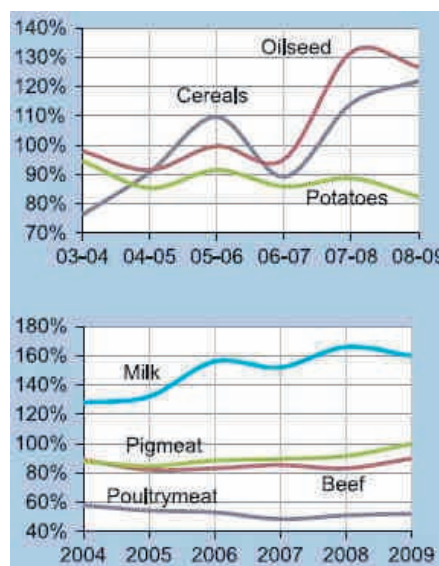 140%
130%
Oilseed
120%
Cereals
110%
100%
90%
80%
Potatoes
70%
03-04 04-05 05-06 06-07 07-08 08-09
180%
160%
140%
Milk
120%
100%
Pigmeat
80%
Poultrymeat Beef
60%
40%
2004 2005 2006 2007 2008 2009